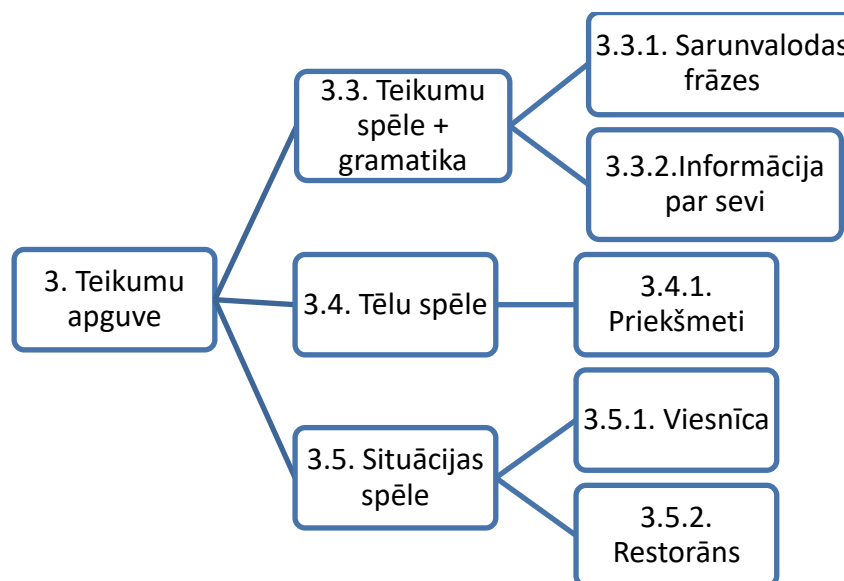 3. Teikumu
apguve
3.3. Teikumu
spēle +
gramatika
3.3.1. Sarunvalodas
frāzes
3.3.2.Informācija
par sevi
3.4. Tēlu spēle
3.4.1.
Priekšmeti
3.5. Situācijas
spēle
3.5.1. Viesnīca
3.5.2.
Restorāns